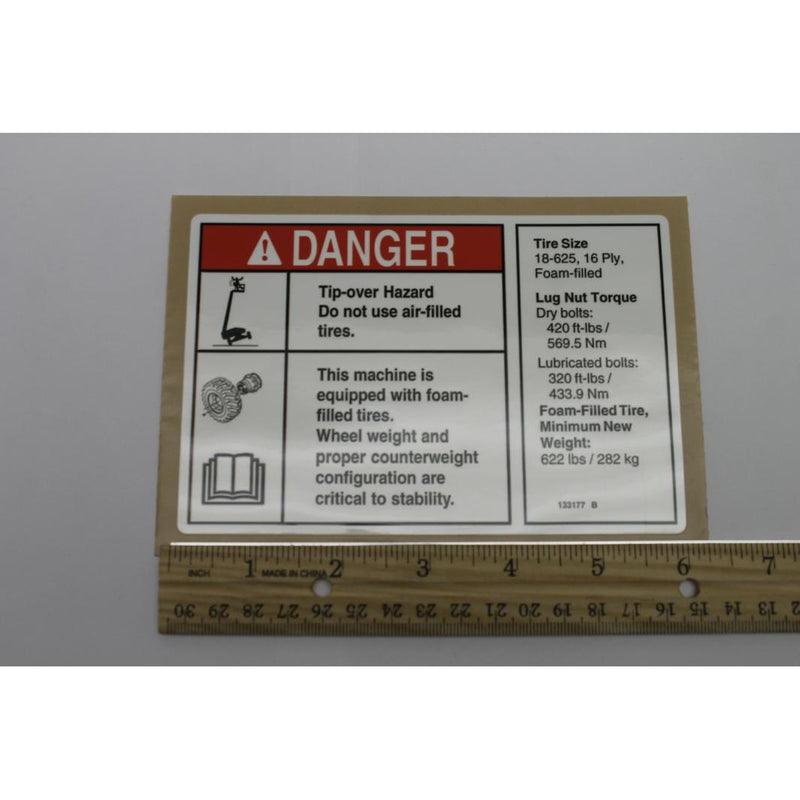 DANGER
Tip-over Hazard
Do not use air-filled
tires.
This machine is
equipped with foam-
filled tires.
Wheel weight and
proper counterweight
configuration are
critical to stability.
Tire Size
18-625, 16 Ply,
Foam-filled
Lug Nut Torque
Dry bolts:
420 ft-lbs /
569.5 Nm
Lubricated bolts:
320 ft-lbs /
433.9 Nm
Foam-Filled Tire,
Minimum New
Weight:
622 lbs / 282 kg
133177 B
INCH 1 MADE IN CHINA 2 3 4 5 6 7
30 29 28 27 26 25 24 23 22 21 20 19 18 17 16 15 14 13 12